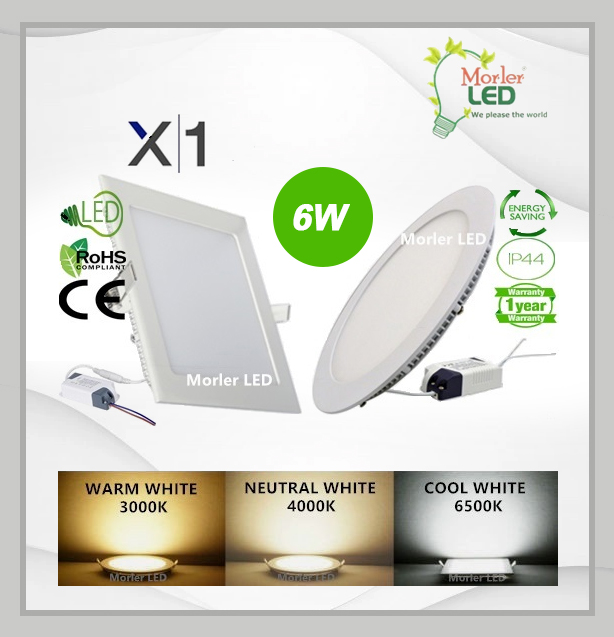 Morler®
LED
We please the world
X|1
LED
RoHS
COMPLIANT
CE
6W
Morler LED
Morler LED
ENERGY
SAVING
IP44
Warranty
1 year
Warranty
WARM WHITE
3000K
NEUTRAL WHITE
4000K
COOL WHITE
6500K
Morler LED
Morler LED
Morler LED